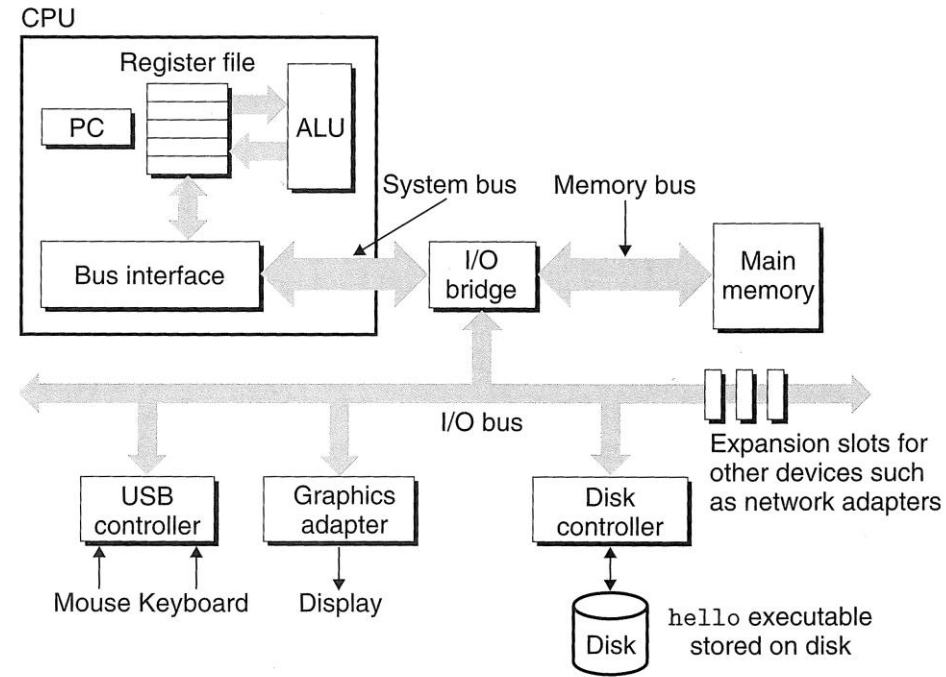 CPU
Register file
PC
ALU
System bus
Memory bus
Bus interface
I/O
bridge
Main
memory
I/O bus
Expansion slots for
other devices such
as network adapters
USB
controller
Graphics
adapter
Disk
controller
Mouse Keyboard
Display
Disk
hello executable
stored on disk